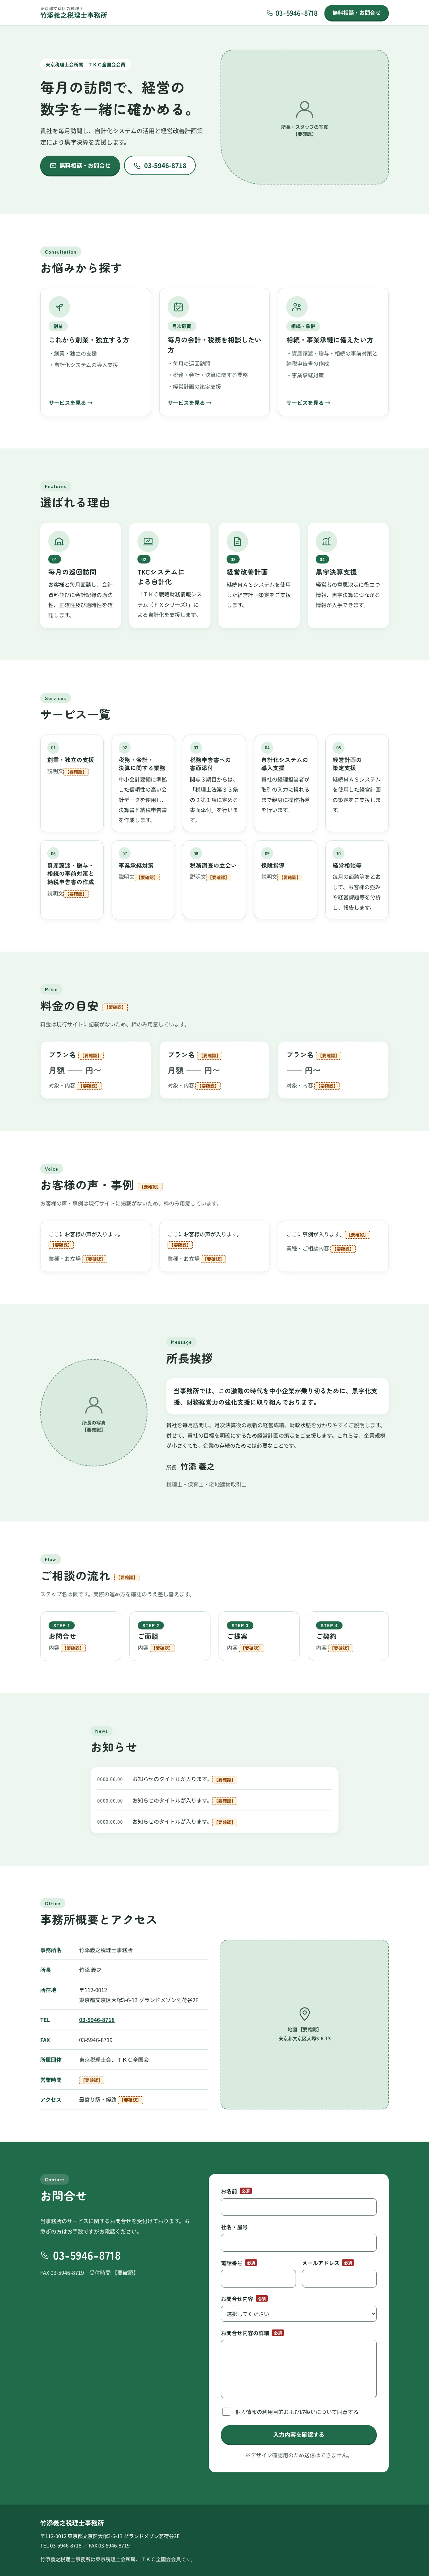 東京都文京区の税理士
竹添義之税理士事務所
03-5946-8718
無料相談・お問合せ
東京税理士会所属　ＴＫＣ全国会会員
毎月の訪問で、経営の
数字を一緒に確かめる。
貴社を毎月訪問し、自計化システムの活用と経営改善計画策
定により黒字決算を支援します。
無料相談・お問合せ
03-5946-8718
所長・スタッフの写真
【要確認】
Consultation
お悩みから探す
創業
これから創業・独立する方
・創業・独立の支援
・自計化システムの導入支援
サービスを見る →
月次顧問
毎月の会計・税務を相談したい
方
・毎月の巡回訪問
・税務・会計・決算に関する業務
・経営計画の策定支援
サービスを見る →
相続・承継
相続・事業承継に備えたい方
・資産譲渡・贈与・相続の事前対策と
納税申告書の作成
・事業承継対策
サービスを見る →
Features
選ばれる理由
01
毎月の巡回訪問
お客様と毎月面談し、会計
資料並びに会計記録の適法
性、正確性及び適時性を確
認します。
02
TKCシステムに
よる自計化
「ＴＫＣ戦略財務情報シス
テム（ＦＸシリーズ）」に
よる自計化を支援します。
03
経営改善計画
継続ＭＡＳシステムを使用
した経営計画策定をご支援
します。
04
黒字決算支援
経営者の意思決定に役立つ
情報、黒字決算につながる
情報が入手できます。
Services
サービス一覧
01
創業・独立の支援
説明文【要確認】
02
税務・会計・
決算に関する業務
中小会計要領に準拠
した信頼性の高い会
計データを使用し、
決算書と納税申告書
を作成します。
03
税務申告書への
書面添付
関与３期目からは、
「税理士法第３３条
の２第１項に定める
書面添付」を行いま
す。
04
自計化システムの
導入支援
貴社の経理担当者が
取引の入力に慣れる
まで親身に操作指導
を行います。
05
経営計画の
策定支援
継続ＭＡＳシステム
を使用した経営計画
の策定をご支援しま
す。
06
資産譲渡・贈与・
相続の事前対策と
納税申告書の作成
説明文【要確認】
07
事業承継対策
説明文【要確認】
08
税務調査の立会い
説明文【要確認】
09
保険指導
説明文【要確認】
10
経営相談等
毎月の面談等をとお
して、お客様の強み
や経営課題等を分析
し、報告します。
Price
料金の目安 【要確認】
料金は現行サイトに記載がないため、枠のみ用意しています。
プラン名 【要確認】
月額 ―― 円〜
対象・内容 【要確認】
プラン名 【要確認】
月額 ―― 円〜
対象・内容 【要確認】
プラン名 【要確認】
―― 円〜
対象・内容 【要確認】
Voice
お客様の声・事例 【要確認】
お客様の声・事例は現行サイトに掲載がないため、枠のみ用意しています。
ここにお客様の声が入ります。
【要確認】
業種・お立場 【要確認】
ここにお客様の声が入ります。
【要確認】
業種・お立場 【要確認】
ここに事例が入ります。【要確認】
業種・ご相談内容 【要確認】
所長の写真
【要確認】
Message
所長挨拶
当事務所では、この激動の時代を中小企業が乗り切るために、黒字化支
援、財務経営力の強化支援に取り組んでおります。
貴社を毎月訪問し、月次決算後の最新の経営成績、財政状態を分かりやすくご説明します。
併せて、貴社の目標を明確にするため経営計画の策定をご支援します。これらは、企業規模
が小さくても、企業の存続のためには必要なことです。
所長 竹添 義之
税理士・保育士・宅地建物取引士
Flow
ご相談の流れ 【要確認】
ステップ名は仮です。実際の進め方を確認のうえ差し替えます。
STEP 1
お問合せ
内容 【要確認】
STEP 2
ご面談
内容 【要確認】
STEP 3
ご提案
内容 【要確認】
STEP 4
ご契約
内容 【要確認】
News
お知らせ
0000.00.00 お知らせのタイトルが入ります。【要確認】
0000.00.00 お知らせのタイトルが入ります。【要確認】
0000.00.00 お知らせのタイトルが入ります。【要確認】
Office
事務所概要とアクセス
事務所名 竹添義之税理士事務所
所長 竹添 義之
所在地 〒112-0012
東京都文京区大塚3-6-13 グランドメゾン茗荷谷2F
TEL 03-5946-8718
FAX 03-5946-8719
所属団体 東京税理士会、ＴＫＣ全国会
営業時間 【要確認】
アクセス 最寄り駅・経路 【要確認】
地図 【要確認】
東京都文京区大塚3-6-13
Contact
お問合せ
当事務所のサービスに関するお問合せを受付けております。お
急ぎの方はお手数ですがお電話ください。
03-5946-8718
FAX 03-5946-8719　受付時間 【要確認】
お名前 必須
社名・屋号
電話番号 必須
メールアドレス 必須
お問合せ内容 必須
選択してください
お問合せ内容の詳細 必須
個人情報の利用目的および取扱いについて同意する
入力内容を確認する
※デザイン確認用のため送信はできません。
竹添義之税理士事務所
〒112-0012 東京都文京区大塚3-6-13 グランドメゾン茗荷谷2F
TEL 03-5946-8718 ／ FAX 03-5946-8719
竹添義之税理士事務所は東京税理士会所属、ＴＫＣ全国会会員です。